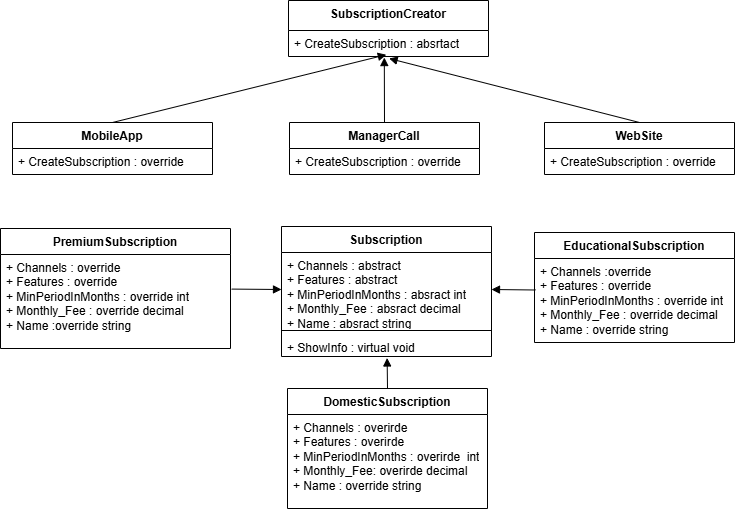 SubscriptionCreator
+ CreateSubscription : absrtact
MobileApp
+ CreateSubscription : override
ManagerCall
+ CreateSubscription : override
WebSite
+ CreateSubscription : override
PremiumSubscription
+ Channels : override
+ Features : override
+ MinPeriodInMonths : override int
+ Monthly_Fee : override decimal
+ Name :override string
Subscription
+ Channels : abstract
+ Features : abstract
+ MinPeriodInMonths : absract int
+ Monthly_Fee : absract decimal
+ Name : absract string
+ ShowInfo : virtual void
EducationalSubscription
+ Channels :override
+ Features : override
+ MinPeriodInMonths : override int
+ Monthly_Fee : override decimal
+ Name : override string
DomesticSubscription
+ Channels : overirde
+ Features : overirde
+ MinPeriodInMonths : overirde  int
+ Monthly_Fee: overirde decimal
+ Name : override string